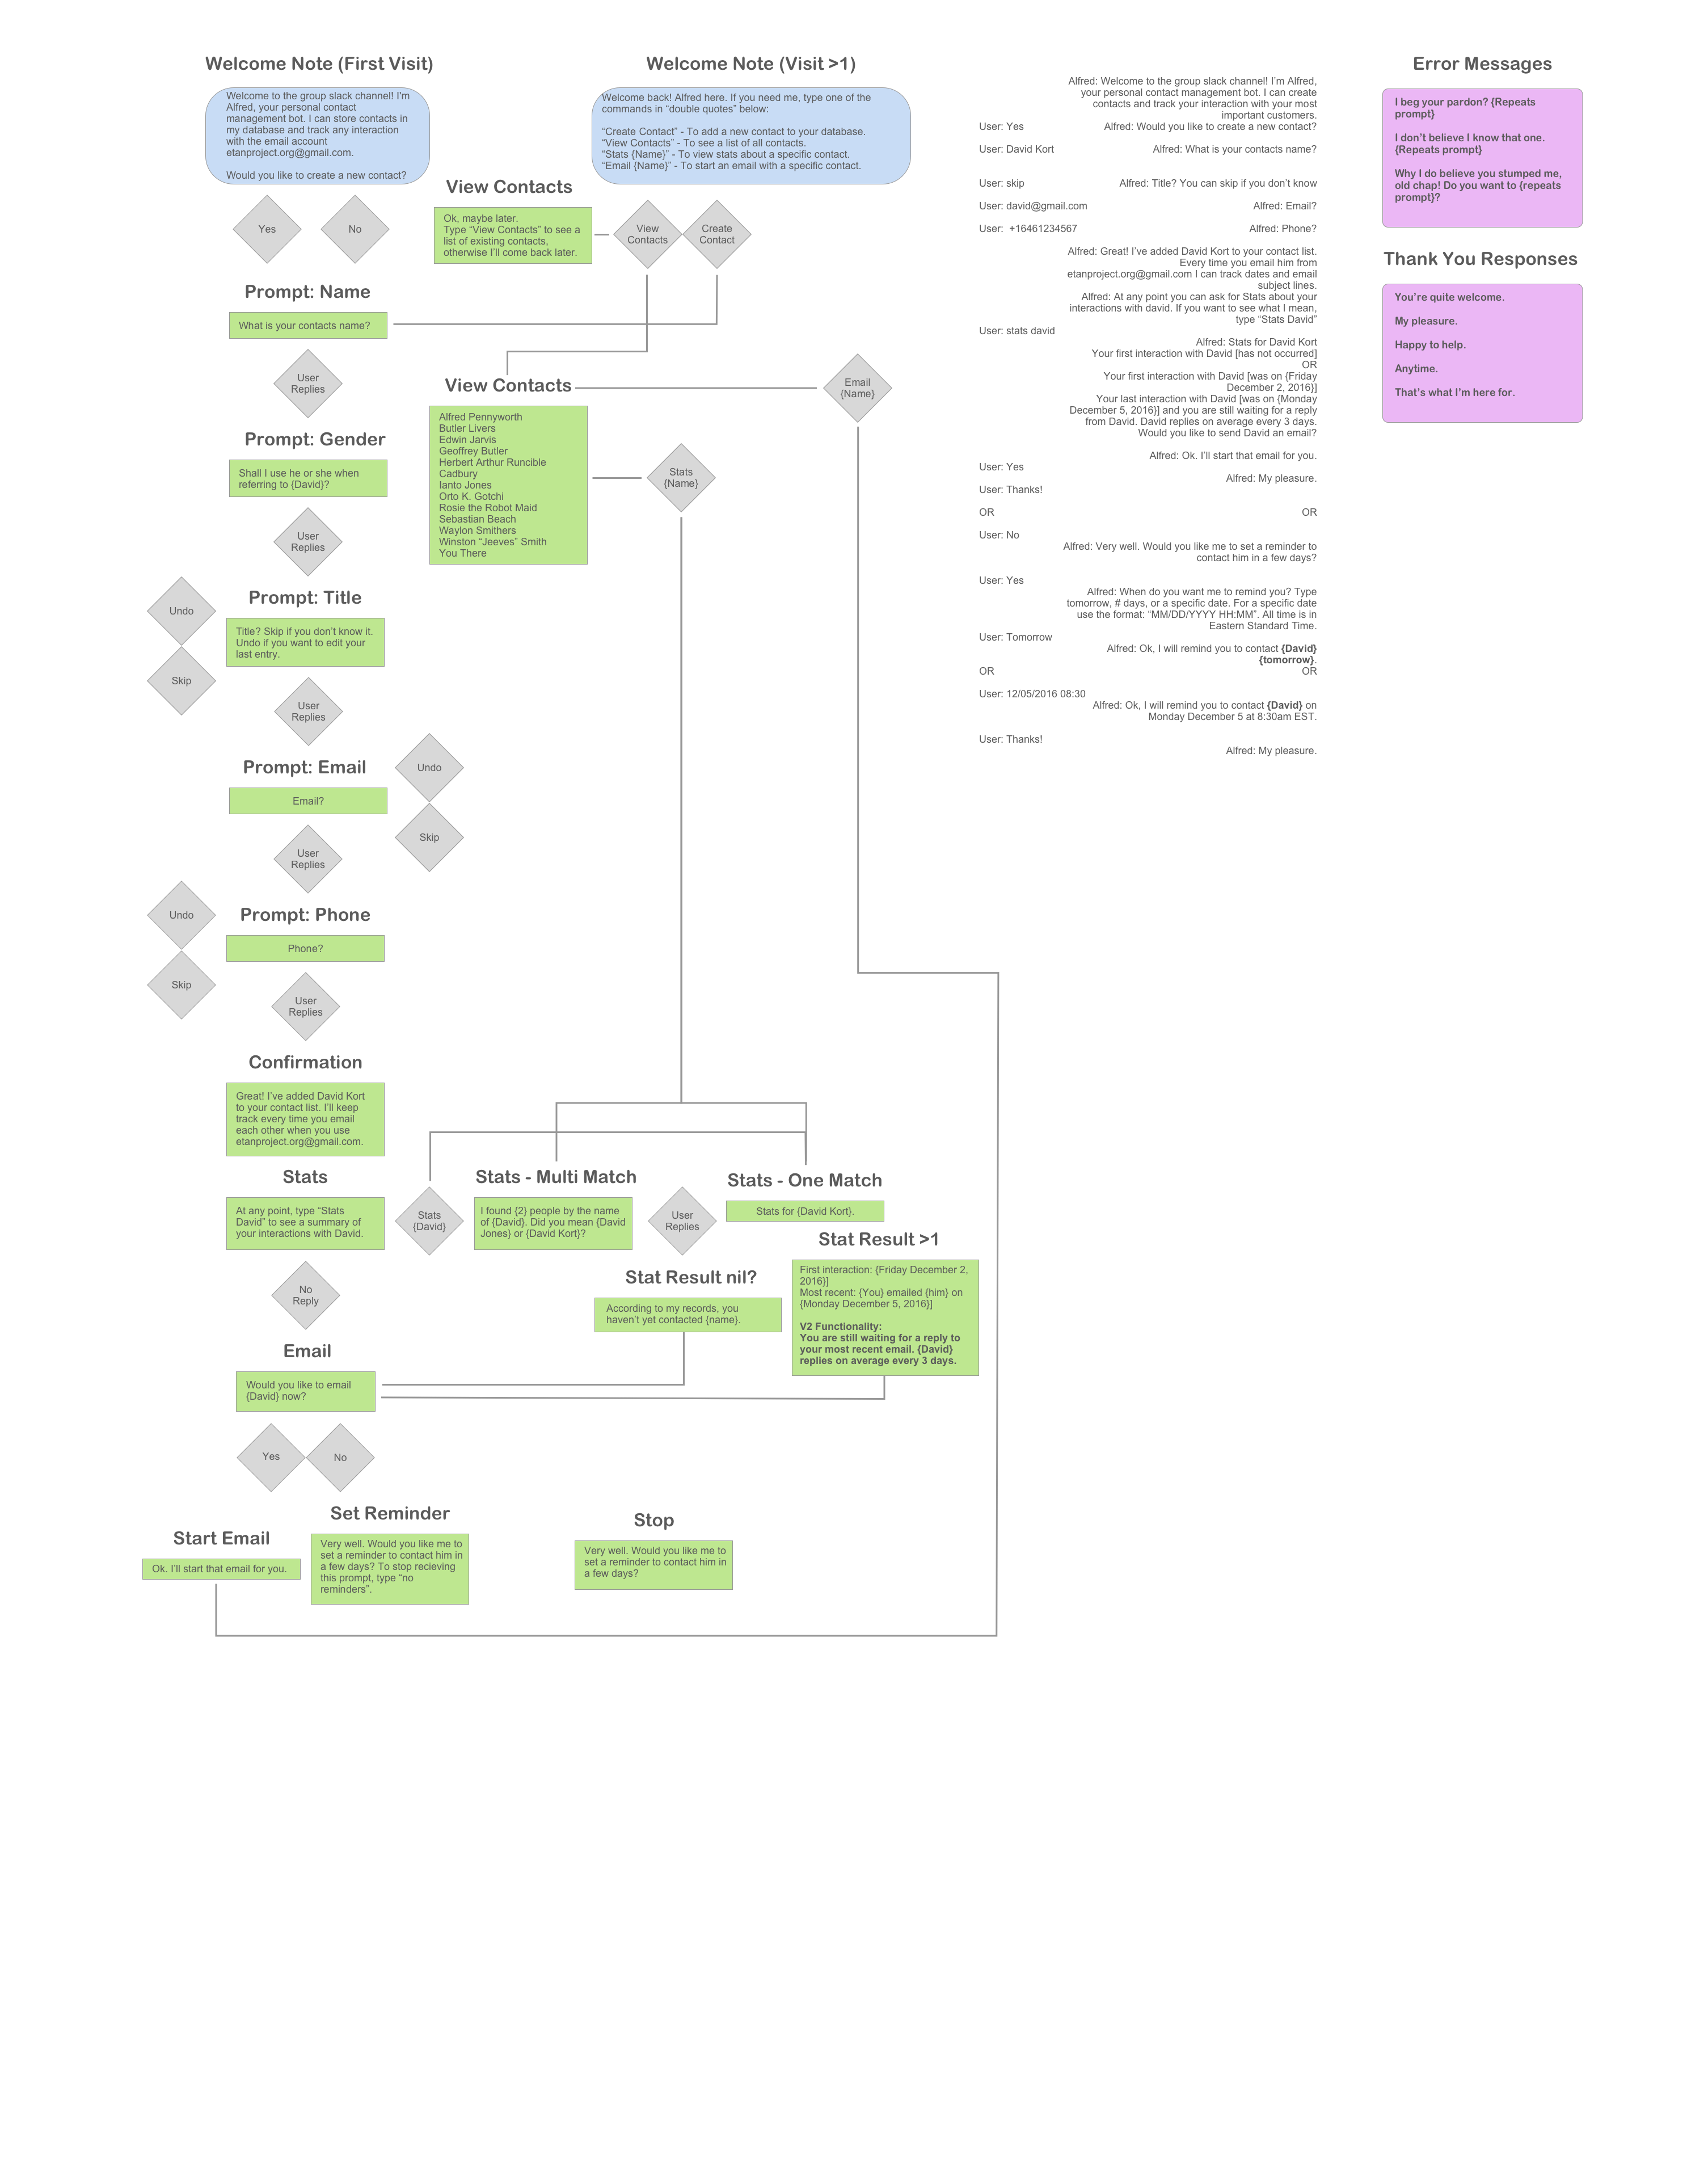 Welcome Note (First Visit)
Welcome to the group slack channel! I'm
Alfred, your personal contact
management bot. I can store contacts in
my database and track any interaction
with the email account
etanproject.org@gmail.com.
Would you like to create a new contact?
Yes
No
Welcome Note (Visit >1)
Welcome back! Alfred here. If you need me, type one of the
commands in “double quotes” below:
“Create Contact” - To add a new contact to your database.
“View Contacts” - To see a list of all contacts.
“Stats {Name}” - To view stats about a specific contact.
“Email {Name}” - To start an email with a specific contact.
View Contacts
Ok, maybe later.
Type “View Contacts” to see a
list of existing contacts,
otherwise I’ll come back later.
View
Contacts
Create
Contact
Prompt: Name
What is your contacts name?
User
Replies
Prompt: Gender
Shall I use he or she when
referring to {David}?
User
Replies
Prompt: Title
Undo
Skip
Title? Skip if you don’t know it.
Undo if you want to edit your
last entry.
User
Replies
Prompt: Email
Email?
Undo
Skip
User
Replies
Prompt: Phone
Undo
Skip
Phone?
User
Replies
Confirmation
Great! I’ve added David Kort
to your contact list. I’ll keep
track every time you email
each other when you use
etanproject.org@gmail.com.
Stats
At any point, type “Stats
David” to see a summary of
your interactions with David.
No
Reply
Email
Would you like to email
{David} now?
Yes
No
Start Email
Ok. I’ll start that email for you.
Set Reminder
Very well. Would you like me to
set a reminder to contact him in
a few days? To stop recieving
this prompt, type “no
reminders”.
Stop
Very well. Would you like me to
set a reminder to contact him in
a few days?
View Contacts
Alfred Pennyworth
Butler Livers
Edwin Jarvis
Geoffrey Butler
Herbert Arthur Runcible
Cadbury
Ianto Jones
Orto K. Gotchi
Rosie the Robot Maid
Sebastian Beach
Waylon Smithers
Winston “Jeeves” Smith
You There
Stats
{Name}
Email
{Name}
Stats
{David}
Stats - Multi Match
I found {2} people by the name
of {David}. Did you mean {David
Jones} or {David Kort}?
User
Replies
Stats - One Match
Stats for {David Kort}.
Stat Result nil?
According to my records, you
haven’t yet contacted {name}.
Stat Result >1
First interaction: {Friday December 2,
2016}]
Most recent: {You} emailed {him} on
{Monday December 5, 2016}]
V2 Functionality:
You are still waiting for a reply to
your most recent email. {David}
replies on average every 3 days.
Alfred: Welcome to the group slack channel! I’m Alfred,
your personal contact management bot. I can create
contacts and track your interaction with your most
important customers.
User: Yes Alfred: Would you like to create a new contact?
User: David Kort Alfred: What is your contacts name?
User: skip Alfred: Title? You can skip if you don’t know
User: david@gmail.com Alfred: Email?
User: +16461234567 Alfred: Phone?
Alfred: Great! I’ve added David Kort to your contact list.
Every time you email him from
etanproject.org@gmail.com I can track dates and email
subject lines.
Alfred: At any point you can ask for Stats about your
interactions with david. If you want to see what I mean,
type “Stats David”
User: stats david
Alfred: Stats for David Kort
Your first interaction with David [has not occurred]
OR
Your first interaction with David [was on {Friday
December 2, 2016}]
Your last interaction with David [was on {Monday
December 5, 2016}] and you are still waiting for a reply
from David. David replies on average every 3 days.
Would you like to send David an email?
Alfred: Ok. I’ll start that email for you.
User: Yes
Alfred: My pleasure.
User: Thanks!
OR OR
User: No
Alfred: Very well. Would you like me to set a reminder to
contact him in a few days?
User: Yes
Alfred: When do you want me to remind you? Type
tomorrow, # days, or a specific date. For a specific date
use the format: “MM/DD/YYYY HH:MM”. All time is in
Eastern Standard Time.
User: Tomorrow
Alfred: Ok, I will remind you to contact {David}
{tomorrow}.
OR OR
User: 12/05/2016 08:30
Alfred: Ok, I will remind you to contact {David} on
Monday December 5 at 8:30am EST.
User: Thanks!
Alfred: My pleasure.
Error Messages
I beg your pardon? {Repeats
prompt}
I don’t believe I know that one.
{Repeats prompt}
Why I do believe you stumped me,
old chap! Do you want to {repeats
prompt}?
Thank You Responses
You’re quite welcome.
My pleasure.
Happy to help.
Anytime.
That’s what I’m here for.